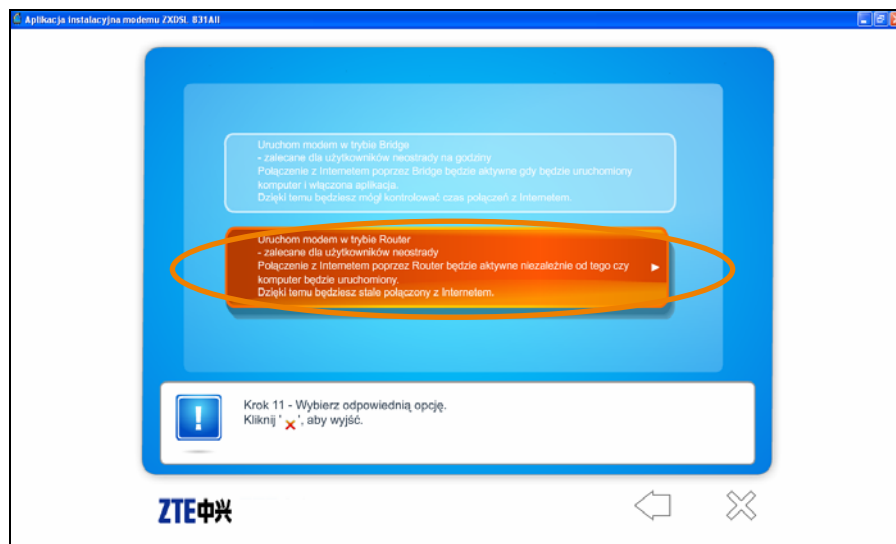 Aplikacja instalacyjna modemu ZXDSL 831AII
Uruchom modem w trybie Bridge
- zalecane dla użytkowników neostrady na godziny
Połączenie z Internetem poprzez Bridge będzie aktywne gdy będzie uruchomiony
komputer i włączona aplikacja.
Dzięki temu będziesz mógł kontrolować czas połączeń z Internetem.
Uruchom modem w trybie Router
- zalecane dla użytkowników neostrady
Połączenie z Internetem poprzez Router będzie aktywne niezależnie od tego czy
komputer będzie uruchomiony.
Dzięki temu będziesz stale połączony z Internetem.
Krok 11 - Wybierz odpowiednią opcję.
Kliknij ' ', aby wyjść.
ZTE中兴